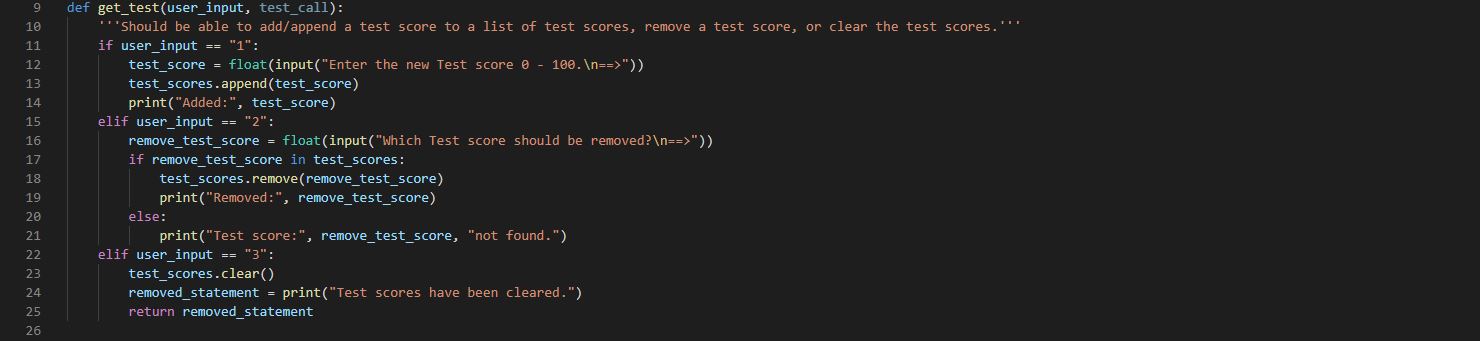 9 def get_test(user_input, test_call):
10 '''Should be able to add/append a test score to a list of test scores, remove a test score, or clear the test scores.'''
11 if user_input == "1":
12 test_score = float(input("Enter the new Test score 0 - 100.\n==>"))
13 test_scores.append(test_score)
14 print("Added:", test_score)
15 elif user_input == "2":
16 remove_test_score = float(input("Which Test score should be removed?\n==>"))
17 if remove_test_score in test_scores:
18 test_scores.remove(remove_test_score)
19 print("Removed:", remove_test_score)
20 else:
21 print("Test score:", remove_test_score, "not found.")
22 elif user_input == "3":
23 test_scores.clear()
24 removed_statement = print("Test scores have been cleared.")
25 return removed_statement
26